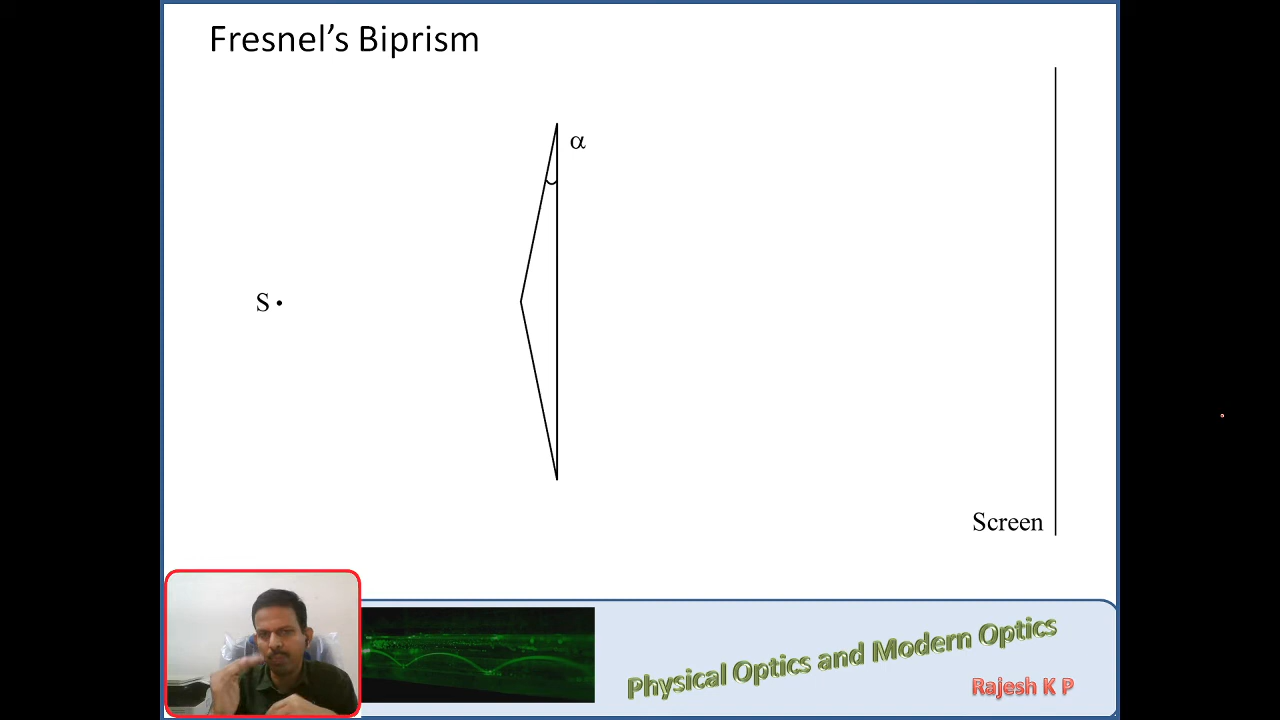 Fresnel’s Biprism
α
S
Screen
Physical Optics and Modern Optics
Rajesh K P